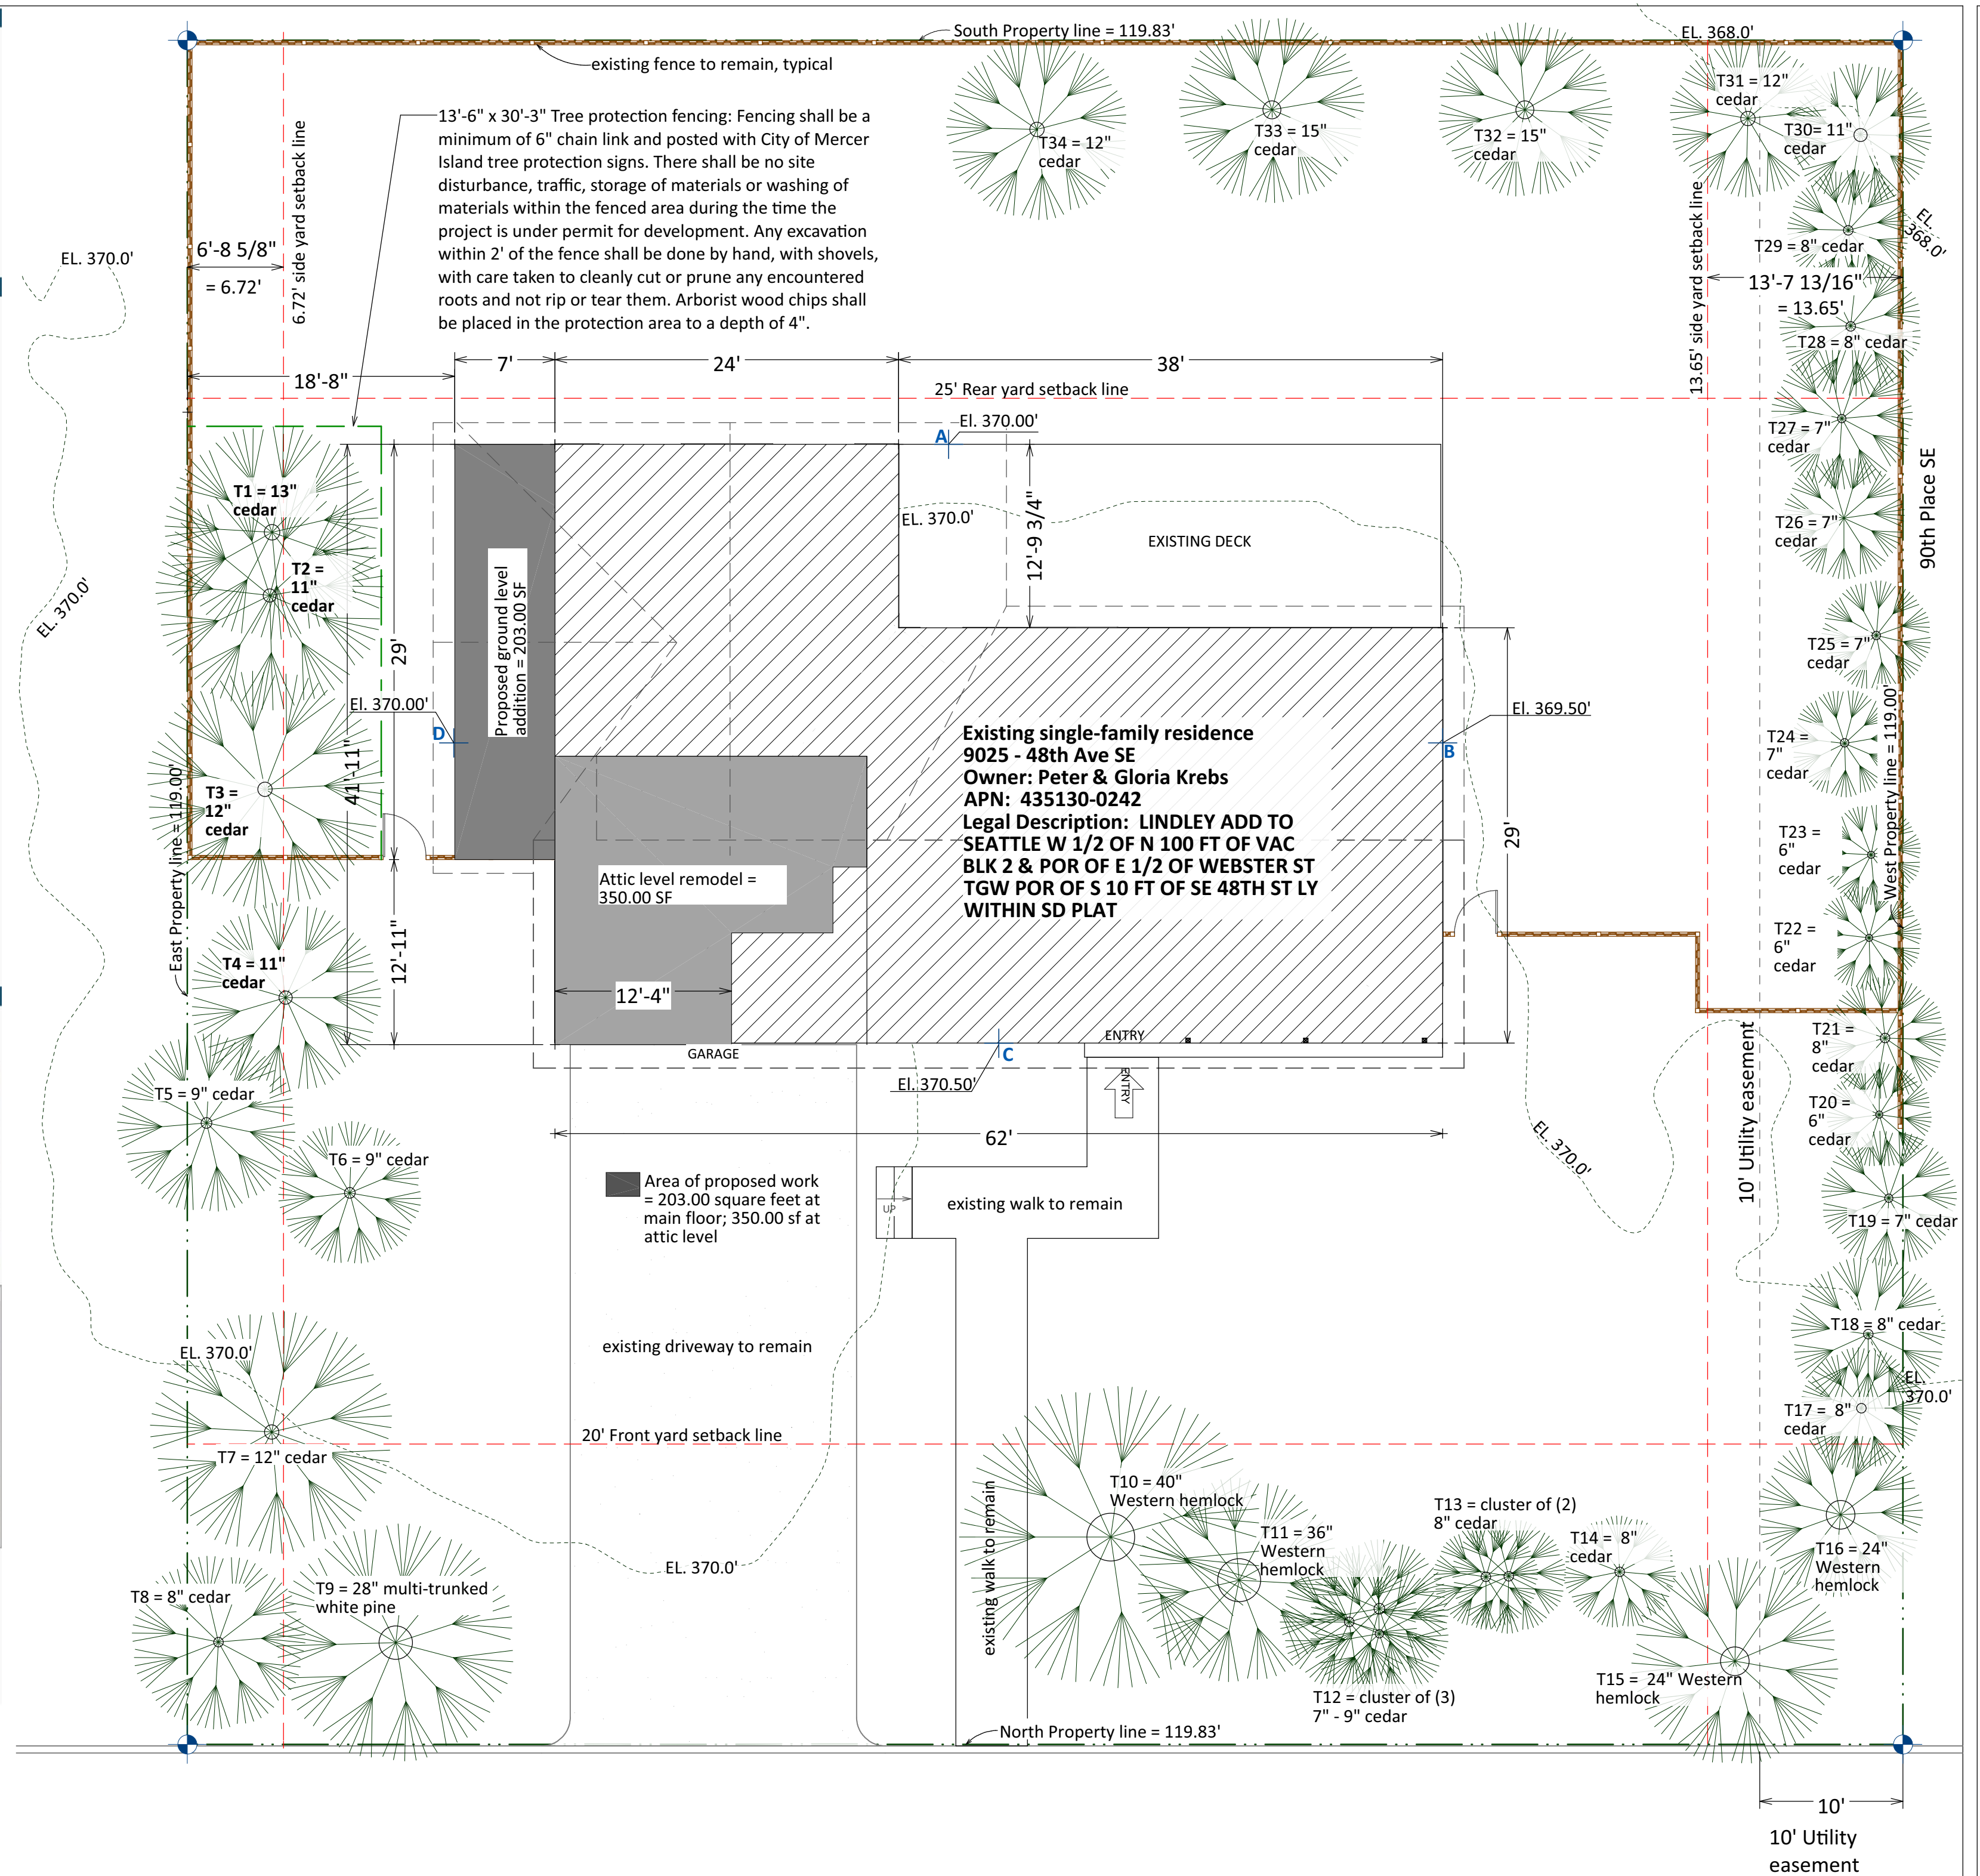 South Property line = 119.83'
EL. 368.0'
existing fence to remain, typical
13'-6" x 30'-3" Tree protection fencing: Fencing shall be a
minimum of 6" chain link and posted with City of Mercer
Island tree protection signs. There shall be no site
disturbance, traffic, storage of materials or washing of
materials within the fenced area during the time the
project is under permit for development. Any excavation
within 2' of the fence shall be done by hand, with shovels,
with care taken to cleanly cut or prune any encountered
roots and not rip or tear them. Arborist wood chips shall
be placed in the protection area to a depth of 4".
T34 = 12"
cedar
T33 = 15"
cedar
T32 = 15"
cedar
T31 = 12"
cedar
T30= 11"
cedar
6.72' side yard setback line
6'-8 5/8"
= 6.72'
EL. 370.0'
EL.
368.0'
T29 = 8" cedar
13'-7 13/16"
= 13.65'
13.65' side yard setback line
T28 = 8" cedar
7'
24'
38'
18'-8"
25' Rear yard setback line
El. 370.00'
A
T27 = 7"
cedar
90th Place SE
T1 = 13"
cedar
T2 =
11"
cedar
EL. 370.0'
12'-9 3/4"
EXISTING DECK
T26 = 7"
cedar
EL. 370.0'
Proposed ground level
addition = 203.00 SF
29'
T25 = 7"
cedar
El. 370.00'
D
41'-11"
El. 369.50'
B
Existing single-family residence
9025 - 48th Ave SE
Owner: Peter & Gloria Krebs
APN: 435130-0242
Legal Description: LINDLEY ADD TO
SEATTLE W 1/2 OF N 100 FT OF VAC
BLK 2 & POR OF E 1/2 OF WEBSTER ST
TGW POR OF S 10 FT OF SE 48TH ST LY
WITHIN SD PLAT
T24 =
7"
cedar
West Property line = 119.00'
T3 =
12"
cedar
East Property line = 119.00'
29'
T23 =
6"
cedar
Attic level remodel =
350.00 SF
T22 =
6"
cedar
T4 = 11"
cedar
12'-11"
12'-4"
GARAGE
ENTRY
C
El. 370.50'
ENTRY
T21 =
8"
cedar
10' Utility easement
T5 = 9" cedar
T20 =
6"
cedar
62'
EL. 370.0'
T6 = 9" cedar
Area of proposed work
= 203.00 square feet at
main floor; 350.00 sf at
attic level
UP
existing walk to remain
T19 = 7" cedar
T18 = 8" cedar
existing driveway to remain
EL. 370.0'
EL.
370.0'
T17 = 8"
cedar
20' Front yard setback line
T7 = 12" cedar
T10 = 40"
Western hemlock
existing walk to remain
T11 = 36"
Western
hemlock
T13 = cluster of (2)
8" cedar
T14 = 8"
cedar
T16 = 24"
Western
hemlock
EL. 370.0'
T8 = 8" cedar
T9 = 28" multi-trunked
white pine
T15 = 24" Western
hemlock
T12 = cluster of (3)
7" - 9" cedar
North Property line = 119.83'
10'
10' Utility
easement